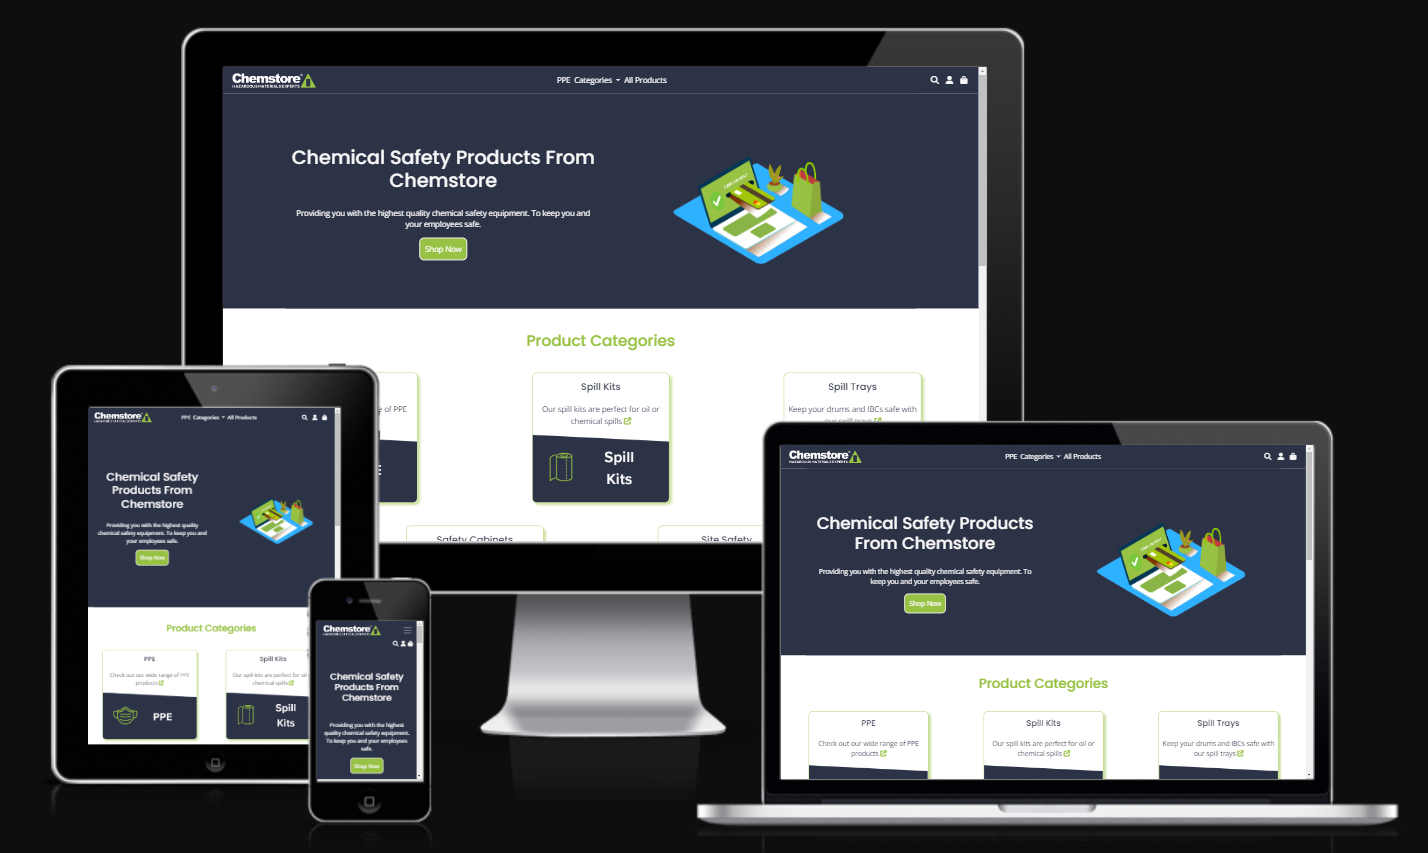 Chemstore
HAZARDOUS MATERIALS EXPERTS
PPE Categories All Products
Chemical Safety Products From
Chemstore
Providing you with the highest quality chemical safety equipment. To keep you and
your employees safe.
Shop Now
Product Categories
e of PPE
Spill Kits
Our spill kits are perfect for oil or
chemical spills
Spill
Kits
Spill Trays
Keep your drums and IBCs safe with
our spill trays
Safety Cabinets
Site Safety
Chemstore
PPE Categories All Products
Chemical Safety
Products From
Chemstore
Providing you with the highest quality
chemical safety equipment. To keep you and
your employees safe.
Shop Now
Product Categories
PPE
Check out our wide range of PPE
products
PPE
Spill Kits
Our spill kits are perfect for oil
chemical spills
Spill
Kits
Chemstore
Chemical Safety
Products From
Chemstore
Providing you with the highest
quality chemical safety equipment.
To keep you and your employees
safe.
Shop Now
Chemstore
HAZARDOUS MATERIALS EXPERTS
PPE Categories All Products
Chemical Safety Products
From Chemstore
Providing you with the highest quality chemical safety equipment. To
keep you and your employees safe.
Shop Now
Product Categories
PPE
Check out our wide range of PPE
products
Spill Kits
Our spill kits are perfect for oil or
chemical spills
Spill Trays
Keep your drums and IBCs safe with
our spill trays